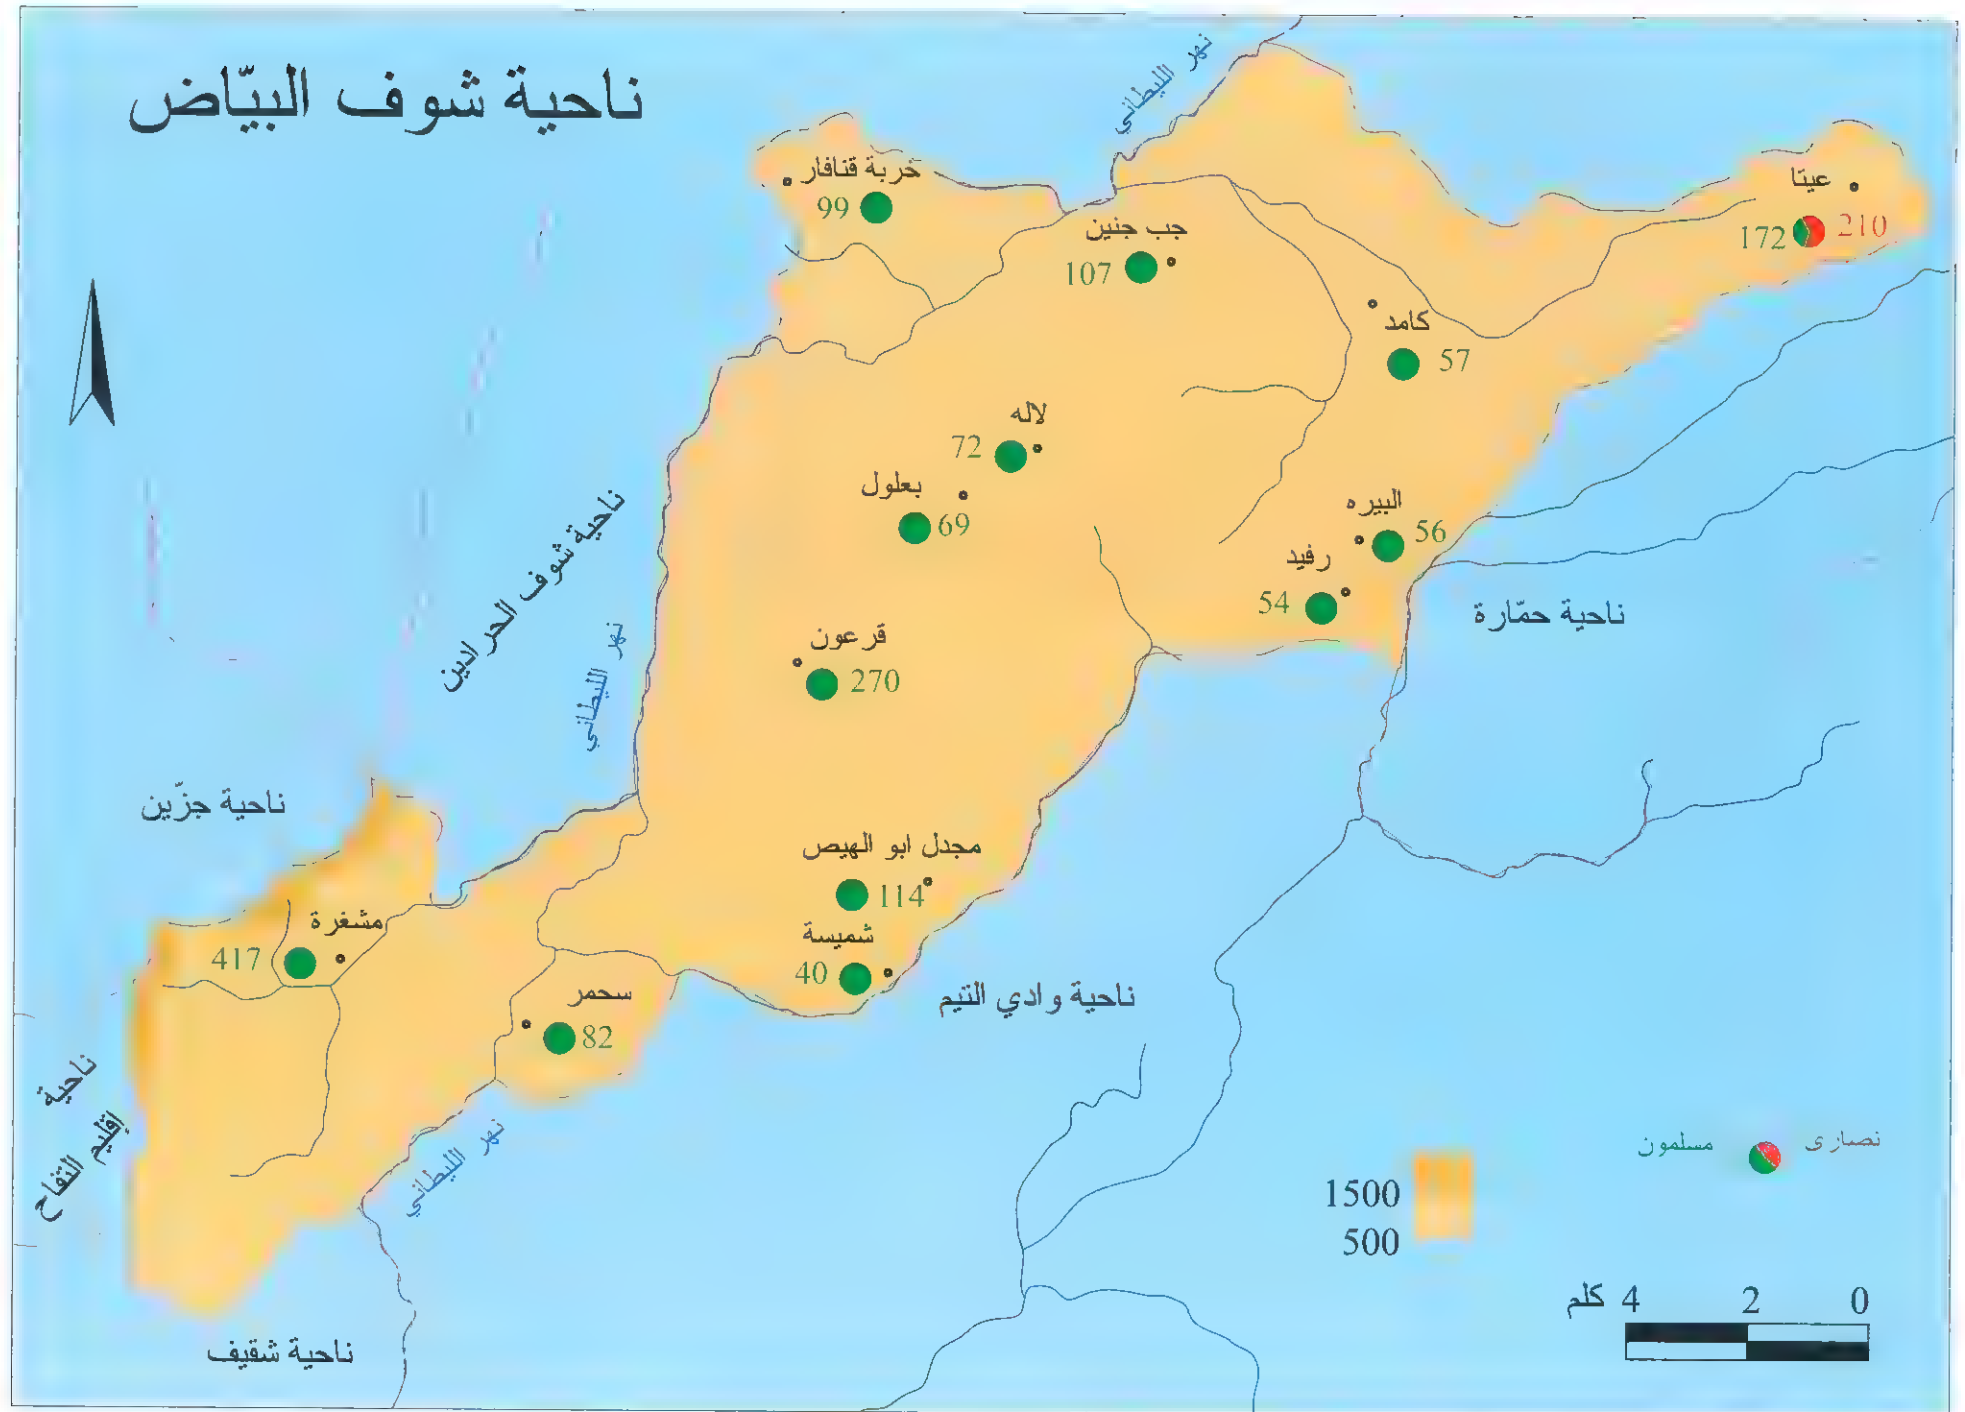 ناحية شوف البيّاض
نهر الليطاني
خربة قنافار
99
جب جنين
107
عيتا
172
210
كامد
57
لاله
72
بعلول
69
البيره
56
رفيد
54
ناحية حمّارة
ناحية شوف الحرادين
نهر الليطاني
قرعون
270
ناحية جزّين
مجدل ابو الهيص
114
شميسة
40
مشغرة
417
سحمر
82
ناحية وادي التيم
ناحية
إقليم التفاح
نهر الليطاني
ناحية شقيف
نصارى
مسلمون
1500
500
كلم 4 2 0